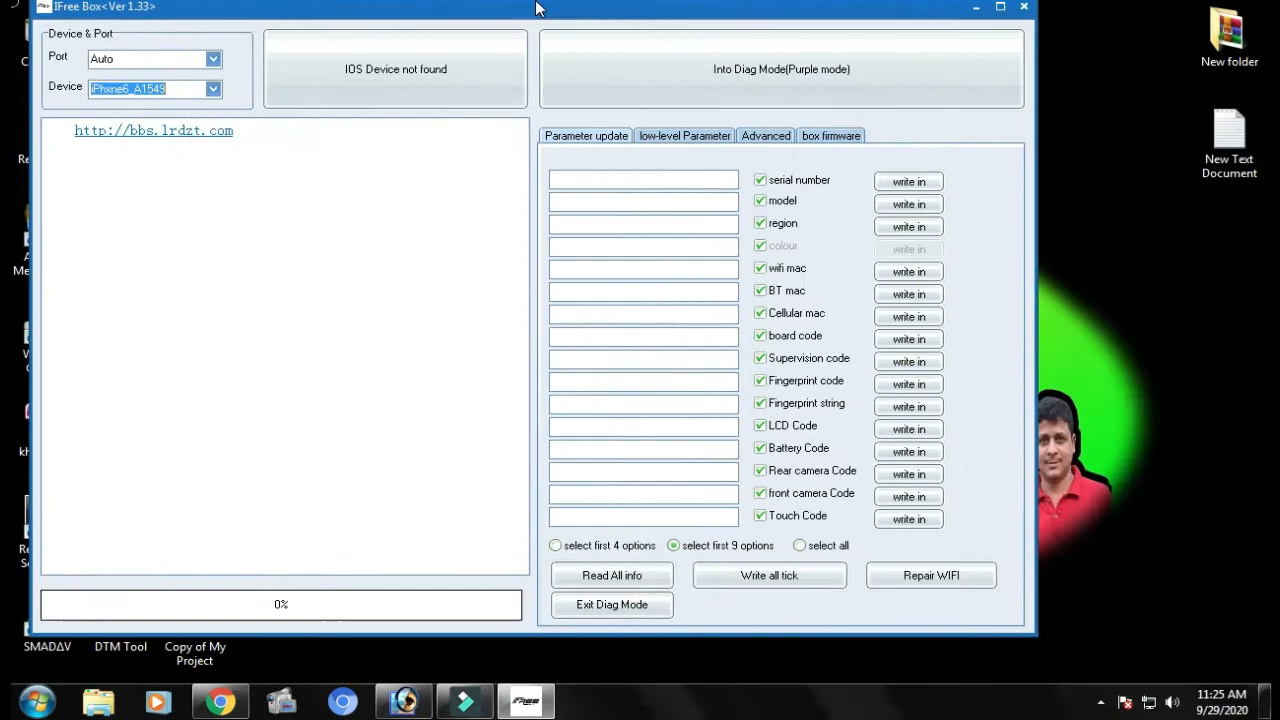 IFree Box<Ver 1.33>
Device & Port
Port
Auto
Device
iPhxne6_A1549
IOS Device not found
Into Diag Mode(Purple mode)
http://bbs.lrdzt.com
Parameter update
low-level Parameter
Advanced
box firmware
serial number
write in
model
write in
region
write in
colour
write in
wifi mac
write in
BT mac
write in
Cellular mac
write in
board code
write in
Supervision code
write in
Fingerprint code
write in
Fingerprint string
write in
LCD Code
write in
Battery Code
write in
Rear camera Code
write in
front camera Code
write in
Touch Code
write in
select first 4 options
select first 9 options
select all
Read All info
Write all tick
Repair WIFI
Exit Diag Mode
0%
New folder
New Text
Document
SMADΔV
DTM Tool
Copy of My
Project
iFree
11:25 AM
9/29/2020